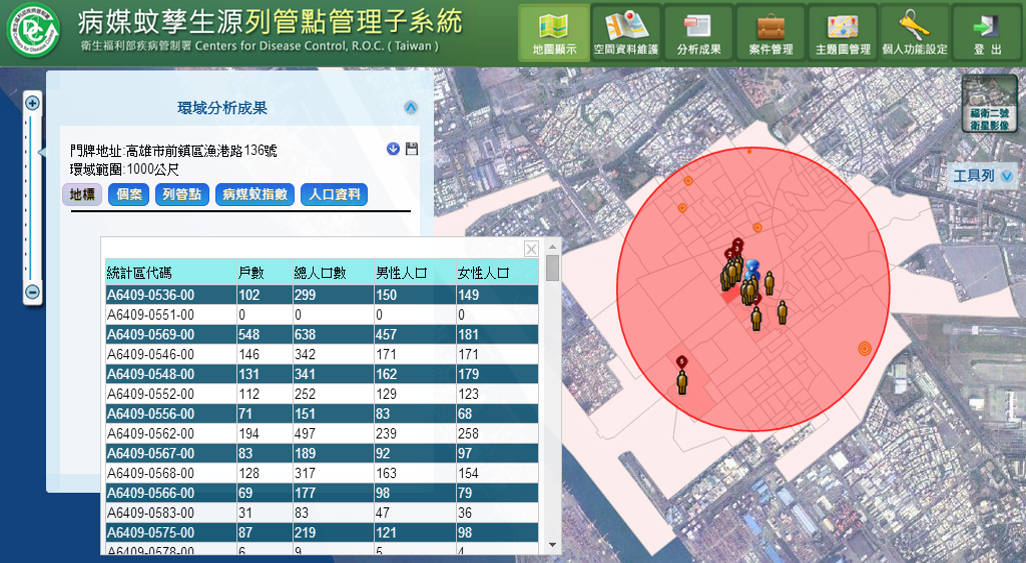 病媒蚊孳生源列管點管理子系統
衛生福利部疾病管制署 Centers for Disease Control, R.O.C. ( Taiwan )
地圖顯示 空間資料維護 分析成果 案件管理 主題圖管理 個人功能設定 登 出
福衛二號
衛星影像
工具列
環域分析成果
門牌地址:高雄市前鎮區漁港路136號
環域範圍:1000公尺
地標 個案 列管點 病媒蚊指數 人口資料
統計區代碼 戶數 總人口數 男性人口 女性人口
A6409-0536-00 102 299 150 149
A6409-0551-00 0 0 0 0
A6409-0569-00 548 638 457 181
A6409-0546-00 146 342 171 171
A6409-0548-00 131 341 162 179
A6409-0552-00 112 252 129 123
A6409-0556-00 71 151 83 68
A6409-0562-00 194 497 239 258
A6409-0567-00 83 189 92 97
A6409-0568-00 128 317 163 154
A6409-0566-00 69 177 98 79
A6409-0583-00 31 83 47 36
A6409-0575-00 87 219 121 98
A6409-0578-00 6 9 5 4